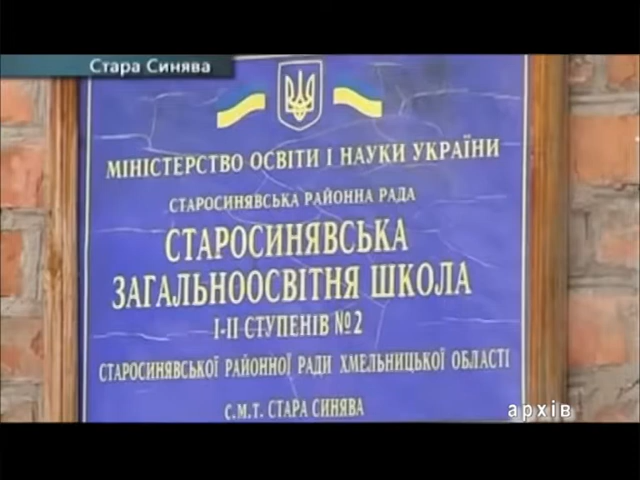 Стара Синява
МІНІСТЕРСТВО ОСВІТИ І НАУКИ УКРАЇНИ
СТАРОСИНЯВСЬКА РАЙОННА РАДА
СТАРОСИНЯВСЬКА
ЗАГАЛЬНООСВІТНЯ ШКОЛА
І-ІІ СТУПЕНІВ №2
СТАРОСИНЯВСЬКОЇ РАЙОННОЇ РАДИ ХМЕЛЬНИЦЬКОЇ ОБЛАСТІ
С.М.Т. СТАРА СИНЯВА
архів